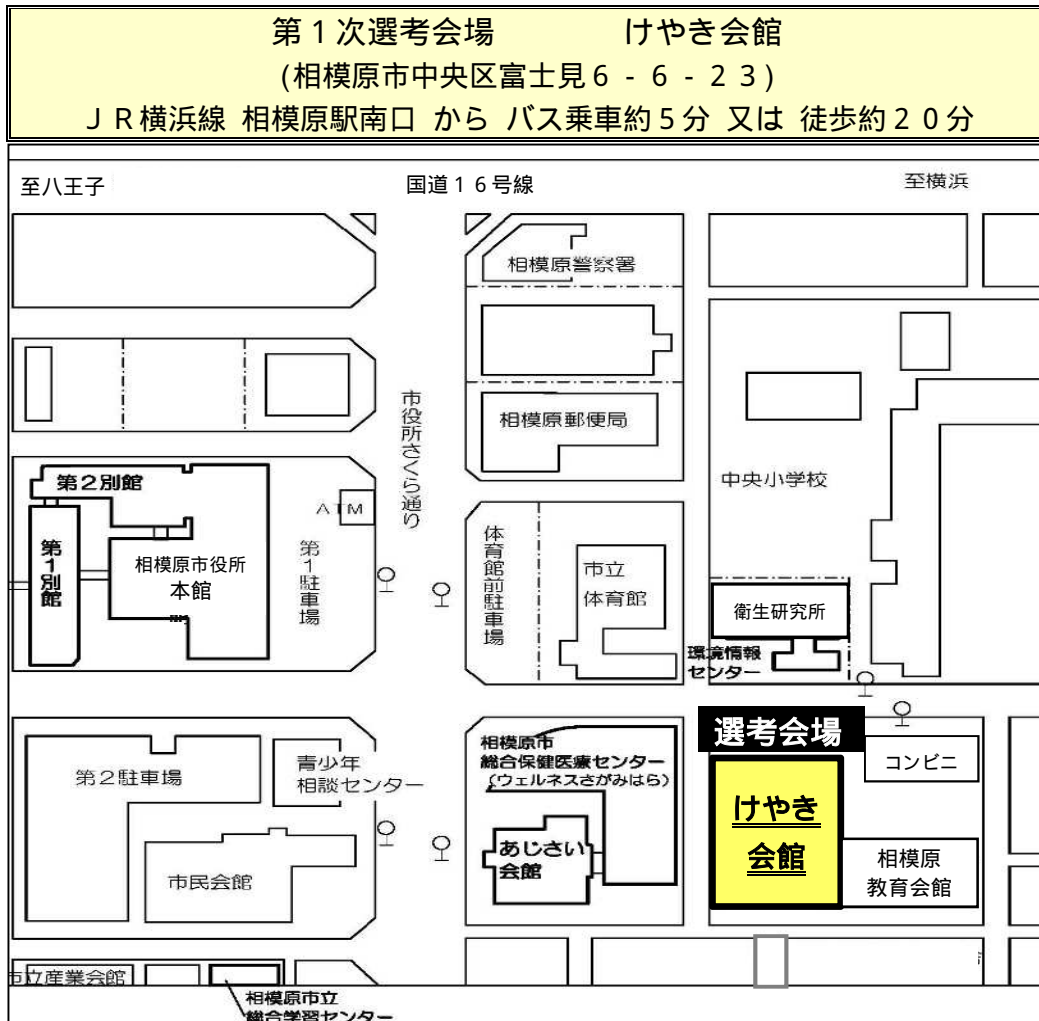 第１次選考会場　けやき会館
(相模原市中央区富士見６-６-２３)
ＪＲ横浜線 相模原駅南口 から バス乗車約５分 又は 徒歩約２０分
至八王子
国道１６号線
至横浜
相模原警察署
市役所さくら通り
相模原郵便局
中央小学校
第２別館
ATM
第１別館
相模原市役所
本館
第１駐車場
体育館前駐車場
市立
体育館
衛生研究所
環境情報
センター
選考会場
第２駐車場
青少年
相談センター
相模原市
総合保健医療センター
(ウェルネスさがみはら)
コンビニ
けやき
会館
あじさい
会館
相模原
教育会館
市民会館
市立産業会館
相模原市立
総合学習センター